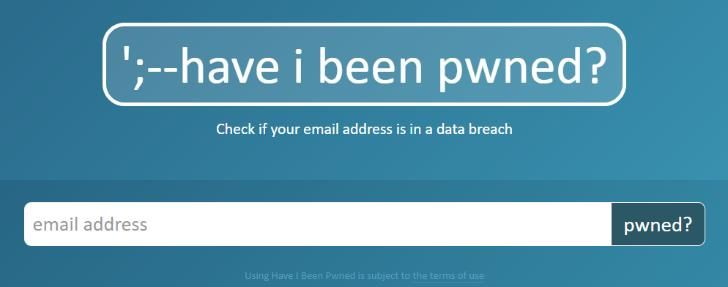 ';--have i been pwned?
Check if your email address is in a data breach
email address
pwned?
Using Have I Been Pwned is subject to the terms of use